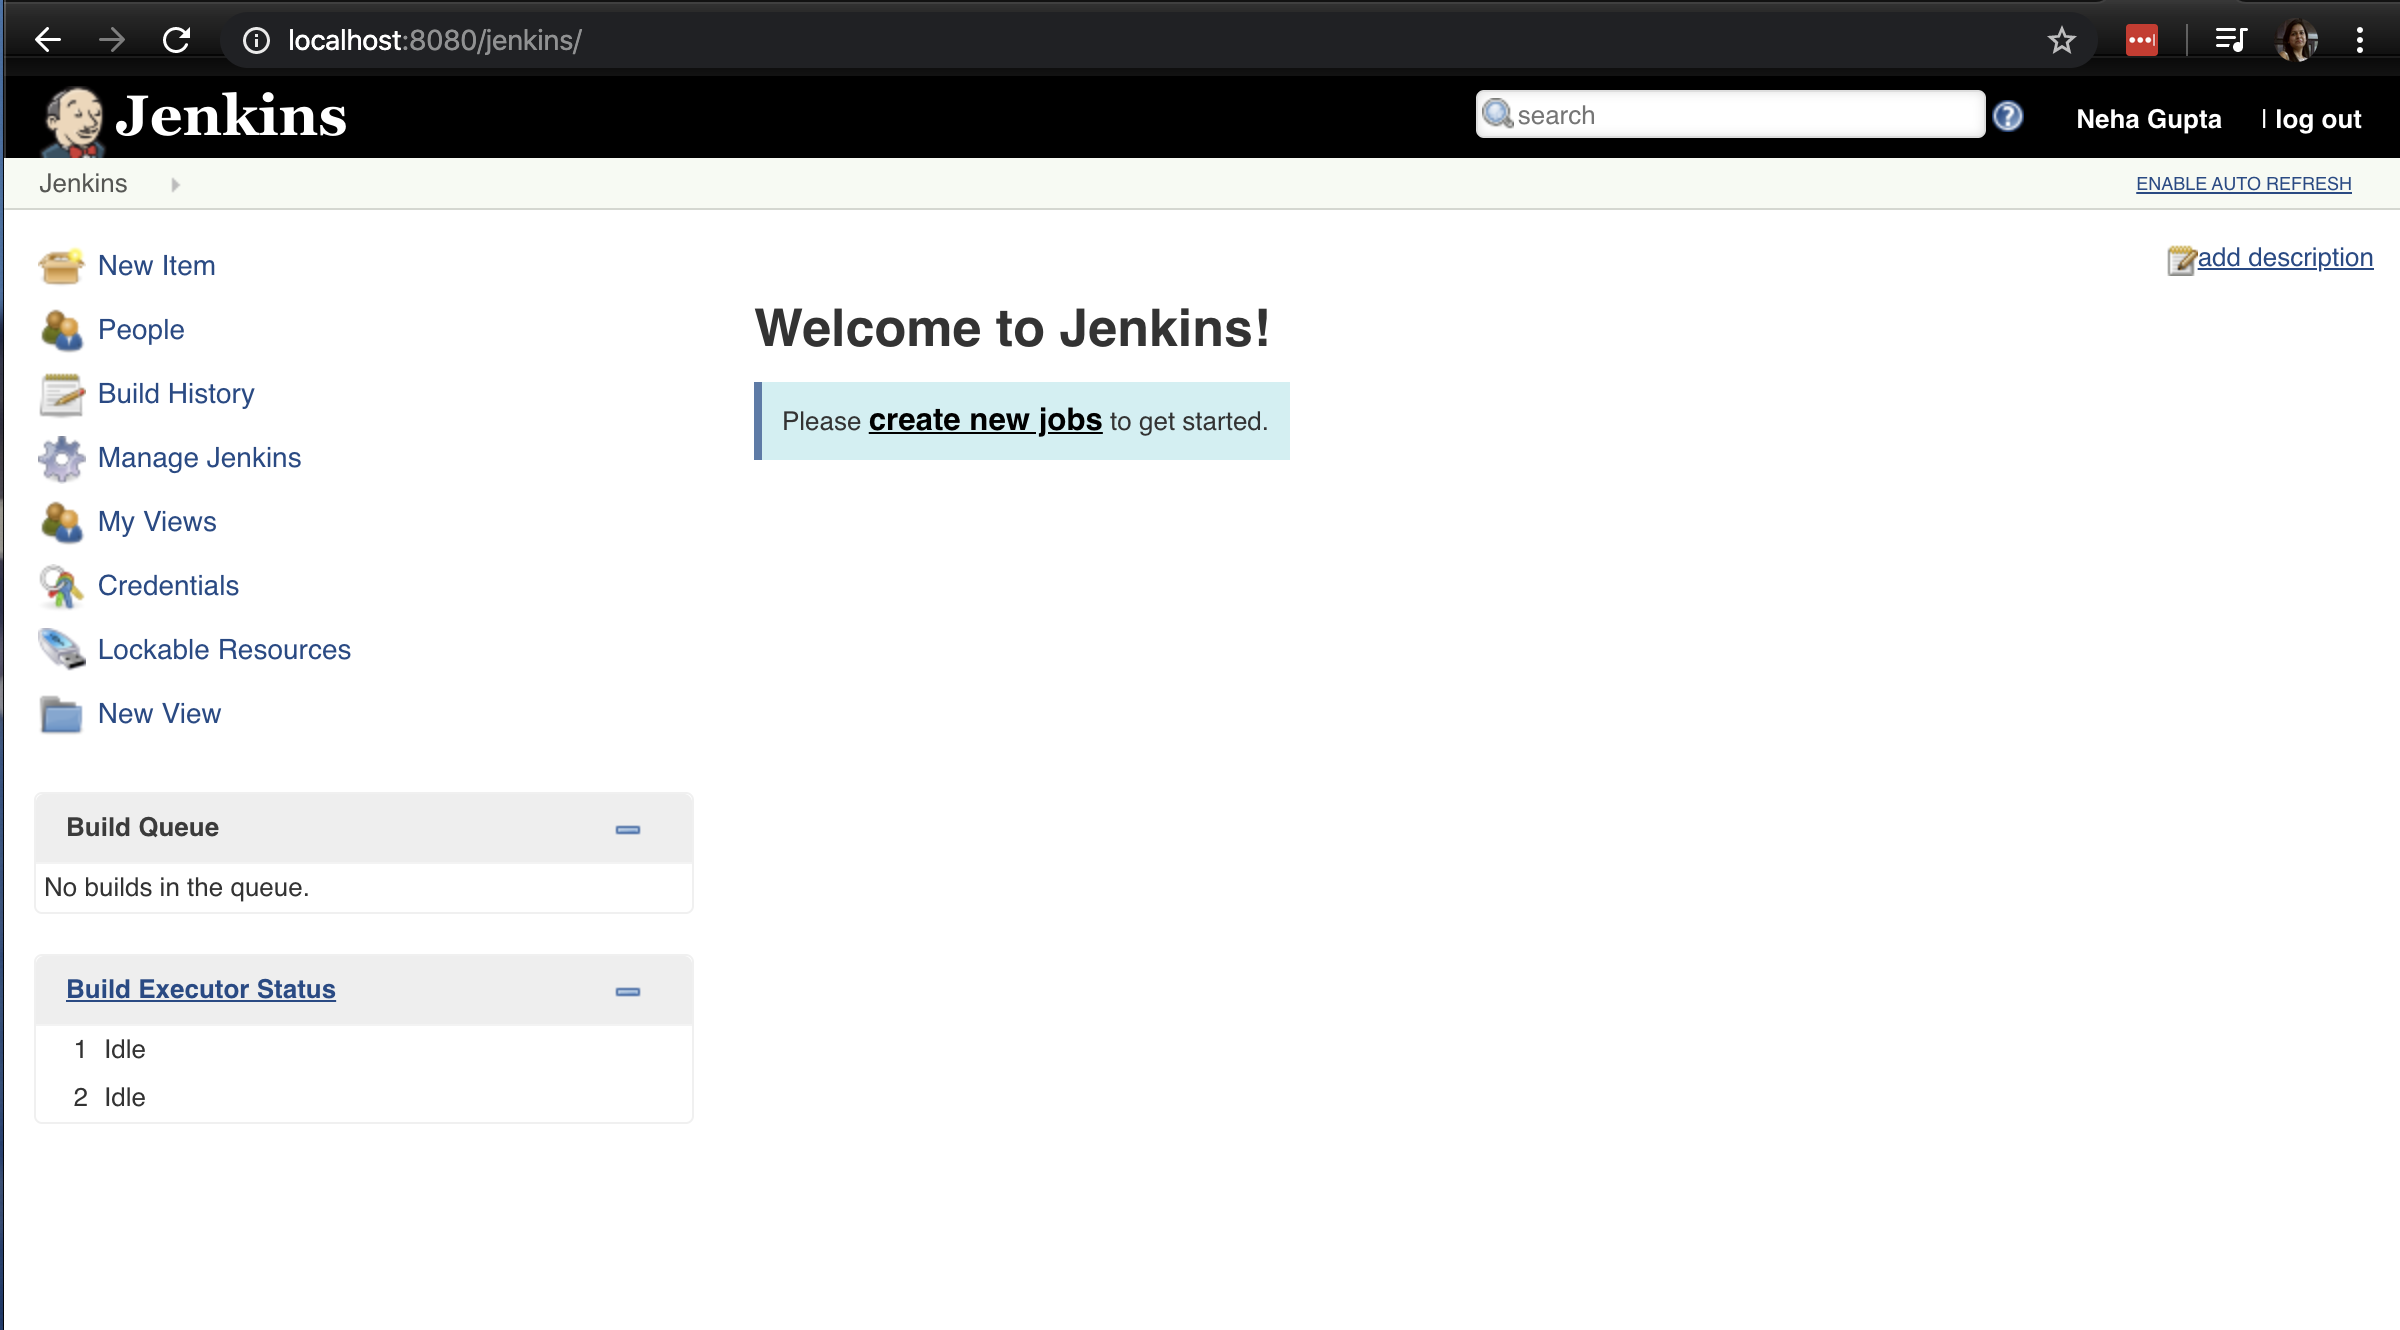 localhost:8080/jenkins/
Jenkins
search
Neha Gupta
| log out
Jenkins
ENABLE AUTO REFRESH
New Item
People
Build History
Manage Jenkins
My Views
Credentials
Lockable Resources
New View
add description
Welcome to Jenkins!
Please create new jobs to get started.
Build Queue
No builds in the queue.
Build Executor Status
1 Idle
2 Idle